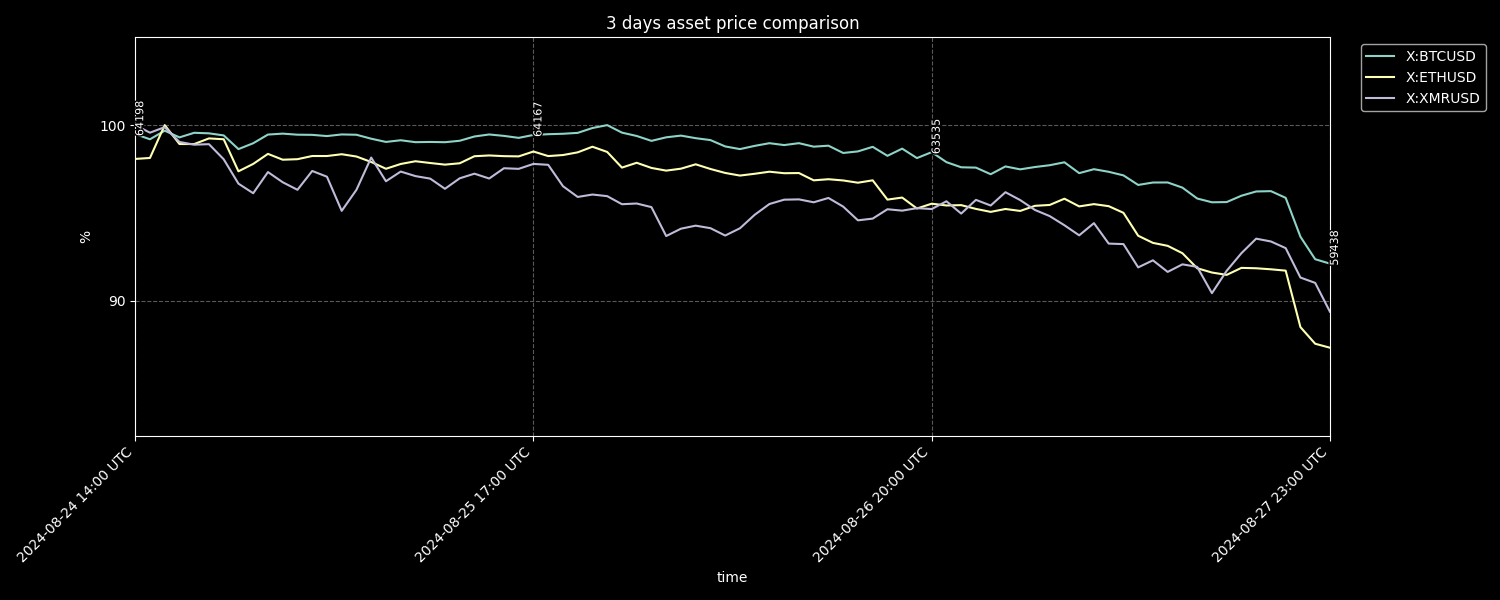 3 days asset price comparison
X:BTCUSD
X:ETHUSD
X:XMRUSD
100
90
%
64198
64167
63535
59438
2024-08-24 14:00 UTC
2024-08-25 17:00 UTC
2024-08-26 20:00 UTC
2024-08-27 23:00 UTC
time